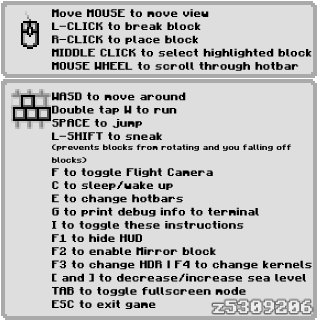 Move MOUSE to move view
L-CLICK to break block
R-CLICK to place block
MIDDLE CLICK to select highlighted block
MOUSE WHEEL to scroll through hotbar
WASD to move around
Double tap W to run
SPACE to jump
L-SHIFT to sneak
(prevents blocks from rotating and you falling off
blocks)
F to toggle Flight Camera
C to sleep/wake up
E to change hotbars
G to print debug info to terminal
I to toggle these instructions
F1 to hide HUD
F2 to enable Mirror block
F3 to change HDR | F4 to change kernels
[ and ] to decrease/increase sea level
TAB to toggle fullscreen mode
ESC to exit game
z5309206